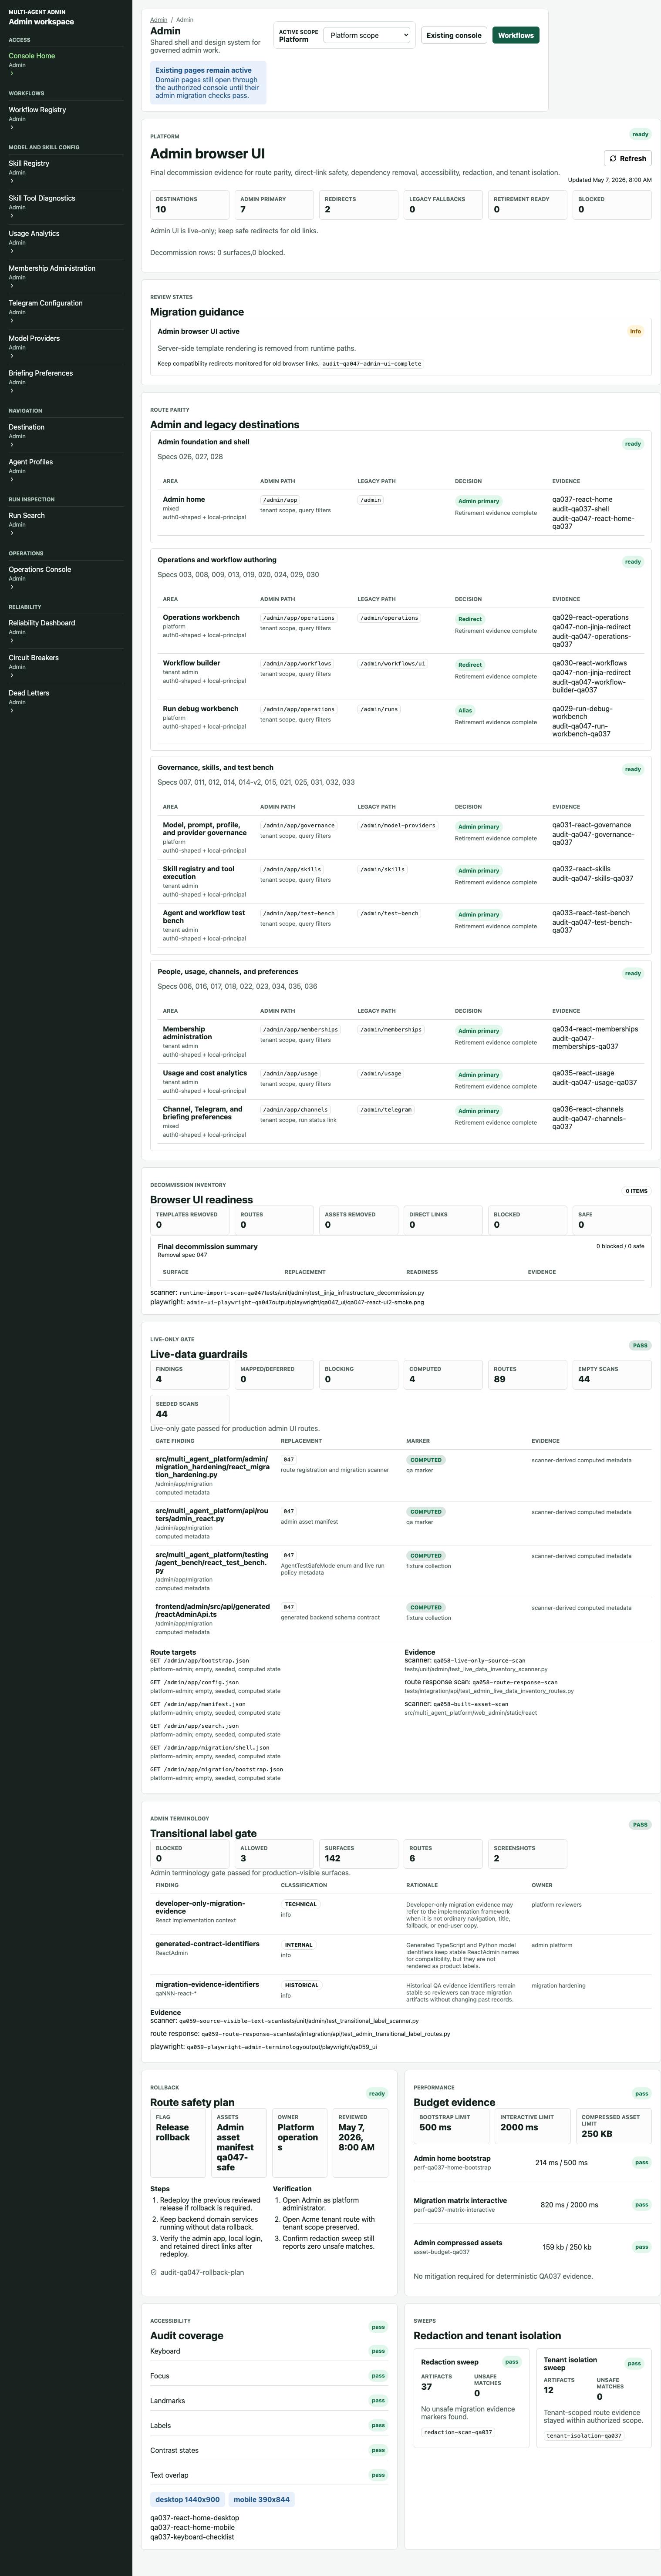 MULTI-AGENT ADMIN
Admin workspace
ACCESS
Console Home
Admin
WORKFLOWS
Workflow Registry
Admin
MODEL AND SKILL CONFIG
Skill Registry
Admin
Skill Tool Diagnostics
Admin
Usage Analytics
Admin
Membership Administration
Admin
Telegram Configuration
Admin
Model Providers
Admin
Briefing Preferences
Admin
NAVIGATION
Destination
Admin
Agent Profiles
Admin
RUN INSPECTION
Run Search
Admin
OPERATIONS
Operations Console
Admin
RELIABILITY
Reliability Dashboard
Admin
Circuit Breakers
Admin
Dead Letters
Admin
Admin / Admin
Admin
Shared shell and design system for
governed admin work.
Existing pages remain active
Domain pages still open through
the authorized console until their
admin migration checks pass.
ACTIVE SCOPE
Platform
Platform scope
Existing console
Workflows
PLATFORM
ready
Admin browser UI
Refresh
Final decommission evidence for route parity, direct-link safety, dependency removal, accessibility, redaction, and tenant isolation.
Updated May 7, 2026, 8:00 AM
DESTINATIONS
10
ADMIN PRIMARY
7
REDIRECTS
2
LEGACY FALLBACKS
0
RETIREMENT READY
0
BLOCKED
0
Admin UI is live-only; keep safe redirects for old links.
Decommission rows: 0 surfaces,0 blocked.
REVIEW STATES
Migration guidance
Admin browser UI active
info
Server-side template rendering is removed from runtime paths.
Keep compatibility redirects monitored for old browser links. audit-qa047-admin-ui-complete
ROUTE PARITY
Admin and legacy destinations
Admin foundation and shell
ready
Specs 026, 027, 028
AREA ADMIN PATH LEGACY PATH DECISION EVIDENCE
Admin home
mixed
auth0-shaped + local-principal
/admin/app
tenant scope, query filters
/admin
Admin primary
Retirement evidence complete
qa037-react-home
audit-qa037-shell
audit-qa047-react-home-
qa037
Operations and workflow authoring
ready
Specs 003, 008, 009, 013, 019, 020, 024, 029, 030
AREA ADMIN PATH LEGACY PATH DECISION EVIDENCE
Operations workbench
platform
auth0-shaped + local-principal
/admin/app/operations
tenant scope, query filters
/admin/operations
Redirect
Retirement evidence complete
qa029-react-operations
qa047-non-jinja-redirect
audit-qa047-operations-
qa037
Workflow builder
tenant admin
auth0-shaped + local-principal
/admin/app/workflows
tenant scope, query filters
/admin/workflows/ui
Redirect
Retirement evidence complete
qa030-react-workflows
qa047-non-jinja-redirect
audit-qa047-workflow-
builder-qa037
Run debug workbench
platform
auth0-shaped + local-principal
/admin/app/operations
tenant scope, query filters
/admin/runs
Alias
Retirement evidence complete
qa029-run-debug-
workbench
audit-qa047-run-
workbench-qa037
Governance, skills, and test bench
ready
Specs 007, 011, 012, 014, 014-v2, 015, 021, 025, 031, 032, 033
AREA ADMIN PATH LEGACY PATH DECISION EVIDENCE
Model, prompt, profile,
and provider governance
platform
auth0-shaped + local-principal
/admin/app/governance
tenant scope, query filters
/admin/model-providers
Admin primary
Retirement evidence complete
qa031-react-governance
audit-qa047-governance-
qa037
Skill registry and tool
execution
tenant admin
auth0-shaped + local-principal
/admin/app/skills
tenant scope, query filters
/admin/skills
Admin primary
Retirement evidence complete
qa032-react-skills
audit-qa047-skills-qa037
Agent and workflow test
bench
tenant admin
auth0-shaped + local-principal
/admin/app/test-bench
tenant scope, query filters
/admin/test-bench
Admin primary
Retirement evidence complete
qa033-react-test-bench
audit-qa047-test-bench-
qa037
People, usage, channels, and preferences
ready
Specs 006, 016, 017, 018, 022, 023, 034, 035, 036
AREA ADMIN PATH LEGACY PATH DECISION EVIDENCE
Membership
administration
tenant admin
auth0-shaped + local-principal
/admin/app/memberships
tenant scope, query filters
/admin/memberships
Admin primary
Retirement evidence complete
qa034-react-memberships
audit-qa047-
memberships-qa037
Usage and cost analytics
tenant admin
auth0-shaped + local-principal
/admin/app/usage
tenant scope, query filters
/admin/usage
Admin primary
Retirement evidence complete
qa035-react-usage
audit-qa047-usage-qa037
Channel, Telegram, and
briefing preferences
mixed
auth0-shaped + local-principal
/admin/app/channels
tenant scope, run status link
/admin/telegram
Admin primary
Retirement evidence complete
qa036-react-channels
audit-qa047-channels-
qa037
DECOMMISSION INVENTORY
Browser UI readiness
0 ITEMS
TEMPLATES REMOVED
0
ROUTES
0
ASSETS REMOVED
0
DIRECT LINKS
0
BLOCKED
0
SAFE
0
Final decommission summary
Removal spec 047
0 blocked / 0 safe
SURFACE REPLACEMENT READINESS EVIDENCE
scanner: runtime-import-scan-qa047tests/unit/admin/test_jinja_infrastructure_decommission.py
playwright: admin-ui-playwright-qa047output/playwright/qa047_ui/qa047-react-ui2-smoke.png
LIVE-ONLY GATE
Live-data guardrails
PASS
FINDINGS
4
MAPPED/DEFERRED
0
BLOCKING
0
COMPUTED
4
ROUTES
89
EMPTY SCANS
44
SEEDED SCANS
44
Live-only gate passed for production admin UI routes.
GATE FINDING REPLACEMENT MARKER EVIDENCE
src/multi_agent_platform/admin/
migration_hardening/react_migra
tion_hardening.py
/admin/app/migration
computed metadata
047
route registration and migration scanner
COMPUTED
qa marker
scanner-derived computed metadata
src/multi_agent_platform/api/rou
ters/admin_react.py
/admin/app/migration
computed metadata
047
admin asset manifest
COMPUTED
qa marker
scanner-derived computed metadata
src/multi_agent_platform/testing
/agent_bench/react_test_bench.
py
/admin/app/migration
computed metadata
047
AgentTestSafeMode enum and live run
policy metadata
COMPUTED
fixture collection
scanner-derived computed metadata
frontend/admin/src/api/generated
/reactAdminApi.ts
/admin/app/migration
computed metadata
047
generated backend schema contract
COMPUTED
fixture collection
scanner-derived computed metadata
Route targets
GET /admin/app/bootstrap.json
platform-admin; empty, seeded, computed state
GET /admin/app/config.json
platform-admin; empty, seeded, computed state
GET /admin/app/manifest.json
platform-admin; empty, seeded, computed state
GET /admin/app/search.json
platform-admin; empty, seeded, computed state
GET /admin/app/migration/shell.json
platform-admin; empty, seeded, computed state
GET /admin/app/migration/bootstrap.json
platform-admin; empty, seeded, computed state
Evidence
scanner: qa058-live-only-source-scan
tests/unit/admin/test_live_data_inventory_scanner.py
route response scan: qa058-route-response-scan
tests/integration/api/test_admin_live_data_inventory_routes.py
scanner: qa058-built-asset-scan
src/multi_agent_platform/web_admin/static/react
ADMIN TERMINOLOGY
Transitional label gate
PASS
BLOCKED
0
ALLOWED
3
SURFACES
142
ROUTES
6
SCREENSHOTS
2
Admin terminology gate passed for production-visible surfaces.
FINDING CLASSIFICATION RATIONALE OWNER
developer-only-migration-
evidence
React implementation context
TECHNICAL
info
Developer-only migration evidence may
refer to the implementation framework
when it is not ordinary navigation, title,
fallback, or end-user copy.
platform reviewers
generated-contract-identifiers
ReactAdmin
INTERNAL
info
Generated TypeScript and Python model
identifiers keep stable ReactAdmin names
for compatibility, but they are not
rendered as product labels.
admin platform
migration-evidence-identifiers
qaNNN-react-*
HISTORICAL
info
Historical QA evidence identifiers remain
stable so reviewers can trace migration
artifacts without changing past records.
migration hardening
Evidence
scanner: qa059-source-visible-text-scantests/unit/admin/test_transitional_label_scanner.py
route response: qa059-route-response-scantests/integration/api/test_admin_transitional_label_routes.py
playwright: qa059-playwright-admin-terminologyoutput/playwright/qa059_ui
ROLLBACK
Route safety plan
ready
FLAG
Release
rollback
ASSETS
Admin
asset
manifest
qa047-
safe
OWNER
Platform
operation
s
REVIEWED
May 7,
2026,
8:00 AM
Steps
1. Redeploy the previous reviewed
release if rollback is required.
2. Keep backend domain services
running without data rollback.
3. Verify the admin app, local login,
and retained direct links after
redeploy.
Verification
1. Open Admin as platform
administrator.
2. Open Acme tenant route with
tenant scope preserved.
3. Confirm redaction sweep still
reports zero unsafe matches.
audit-qa047-rollback-plan
PERFORMANCE
Budget evidence
pass
BOOTSTRAP LIMIT
500 ms
INTERACTIVE LIMIT
2000 ms
COMPRESSED ASSET
LIMIT
250 KB
Admin home bootstrap
perf-qa037-home-bootstrap
214 ms / 500 ms
pass
Migration matrix interactive
perf-qa037-matrix-interactive
820 ms / 2000 ms
pass
Admin compressed assets
asset-budget-qa037
159 kb / 250 kb
pass
No mitigation required for deterministic QA037 evidence.
ACCESSIBILITY
Audit coverage
pass
Keyboard
pass
Focus
pass
Landmarks
pass
Labels
pass
Contrast states
pass
Text overlap
pass
desktop 1440x900
mobile 390x844
qa037-react-home-desktop
qa037-react-home-mobile
qa037-keyboard-checklist
SWEEPS
Redaction and tenant isolation
Redaction sweep
pass
ARTIFACTS
37
UNSAFE
MATCHES
0
No unsafe migration evidence
markers found.
redaction-scan-qa037
Tenant isolation
sweep
pass
ARTIFACTS
12
UNSAFE
MATCHES
0
Tenant-scoped route evidence
stayed within authorized scope.
tenant-isolation-qa037